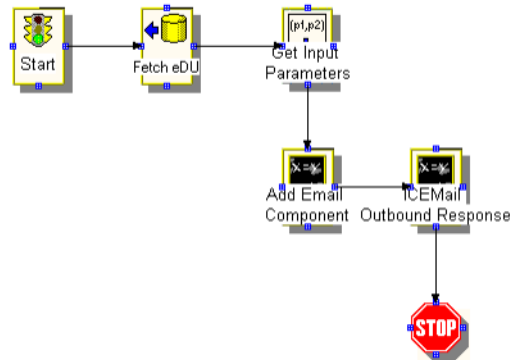 Start
Fetch eDU
(p1,p2)
Get Input
Parameters
Add Email
Component
ICEMail
Outbound Response
STOP